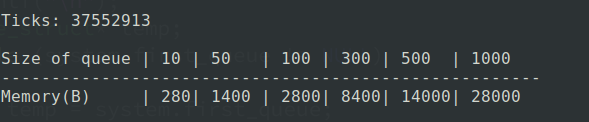 Ticks: 37552913
Size of queue | 10 | 50   | 100 | 300 | 500  | 1000
------------------------------------------------------
Memory(B)     | 280| 1400 | 2800| 8400| 14000| 28000